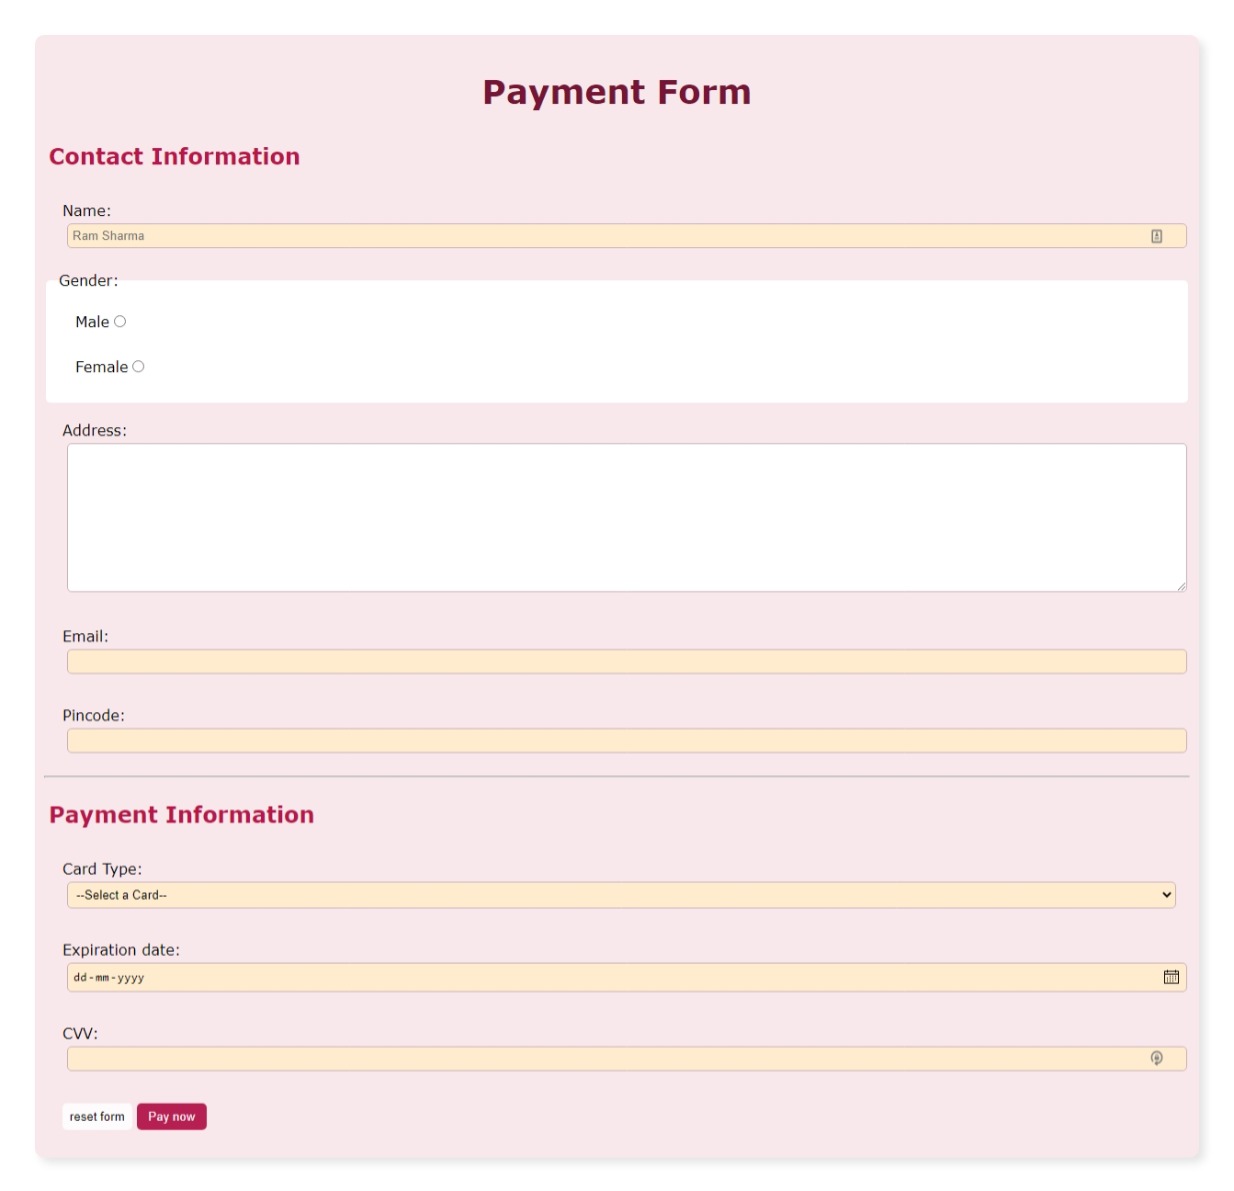 Payment Form
Contact Information
Name:
Ram Sharma
Gender:
Male
Female
Address:
Email:
Pincode:
Payment Information
Card Type:
--Select a Card--
Expiration date:
dd-mm-yyyy
CVV:
reset form Pay now